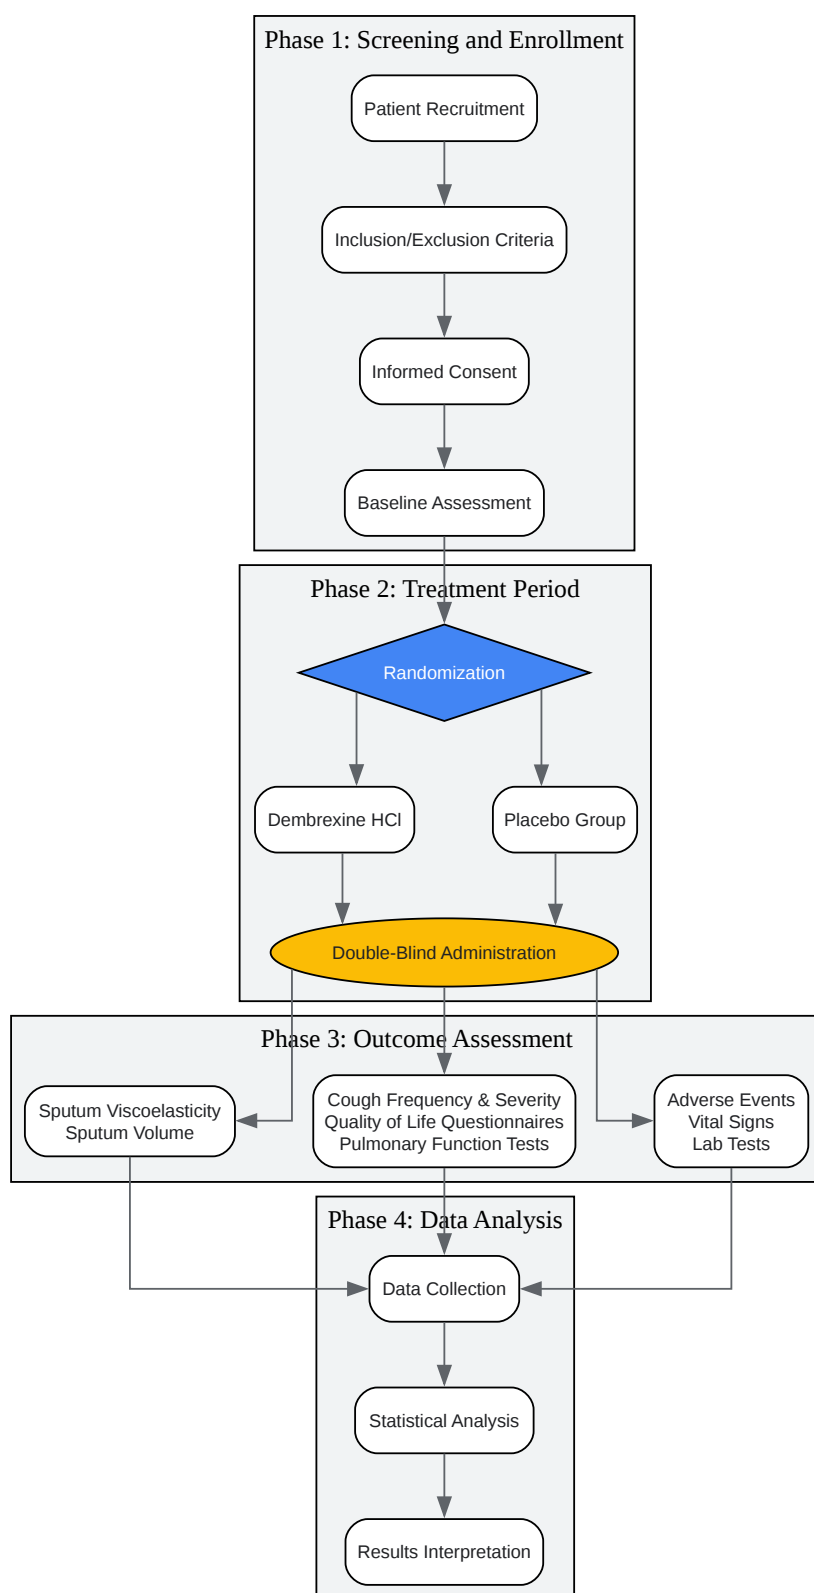 Phase 1: Screening and Enrollment
Patient Recruitment
Inclusion/Exclusion Criteria
Informed Consent
Baseline Assessment
Phase 2: Treatment Period
Randomization
Dembrexine HCl
Placebo Group
Double-Blind Administration
Phase 3: Outcome Assessment
Sputum Viscoelasticity
Sputum Volume
Cough Frequency & Severity
Quality of Life Questionnaires
Pulmonary Function Tests
Adverse Events
Vital Signs
Lab Tests
Phase 4: Data Analysis
Data Collection
Statistical Analysis
Results Interpretation